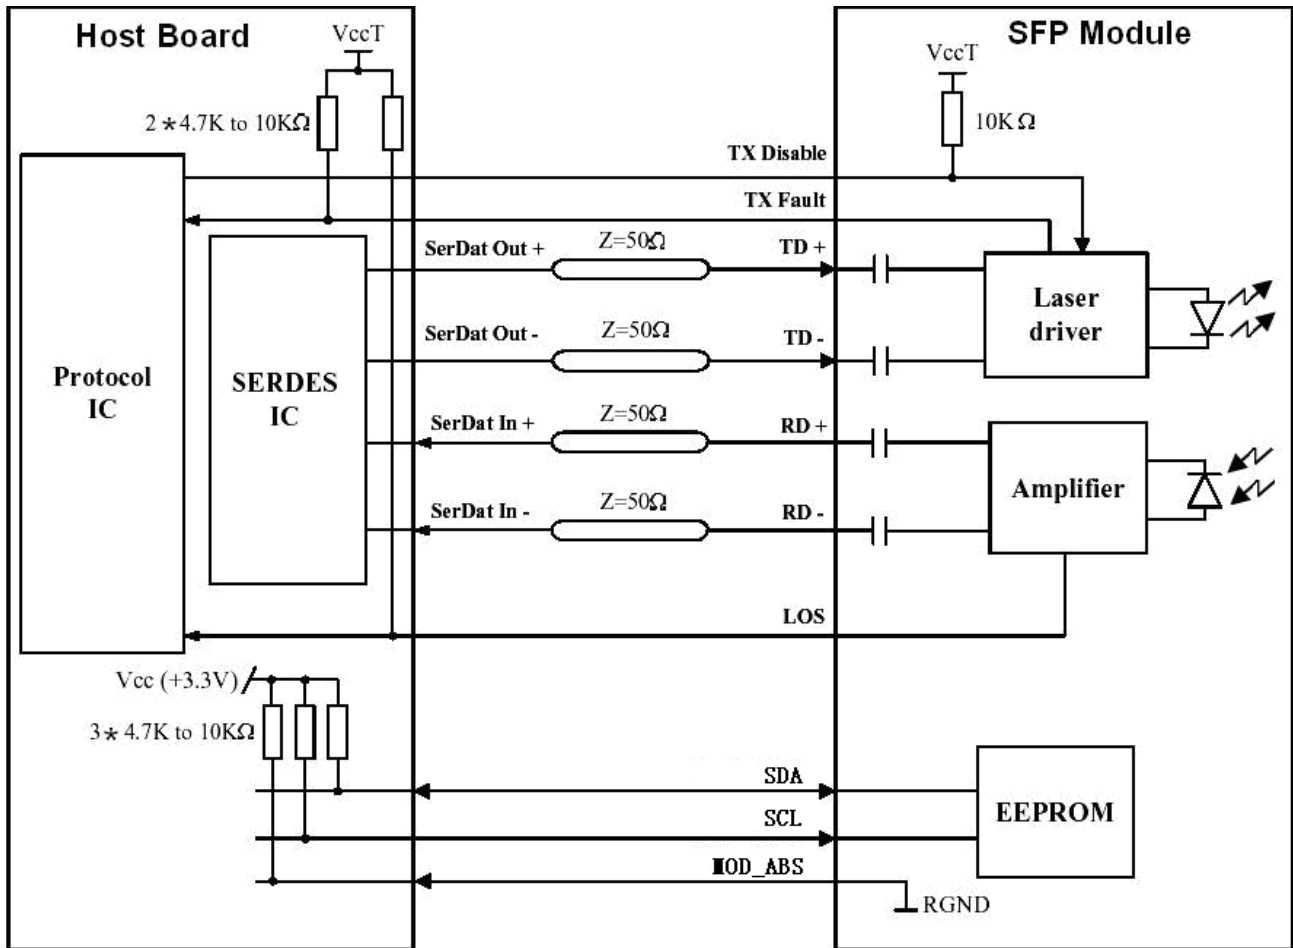 Host Board
SFP Module
VccT
VccT
2*4.7K to 10KΩ
10KΩ
TX Disable
TX Fault
SerDat Out +
Z=50Ω
TD +
SerDat Out -
Z=50Ω
TD -
Laser
driver
Protocol
IC
SERDES
IC
SerDat In +
Z=50Ω
RD +
SerDat In -
Z=50Ω
RD -
Amplifier
LOS
Vcc (+3.3V)
3*4.7K to 10KΩ
SDA
SCL
MOD_ABS
EEPROM
RGND